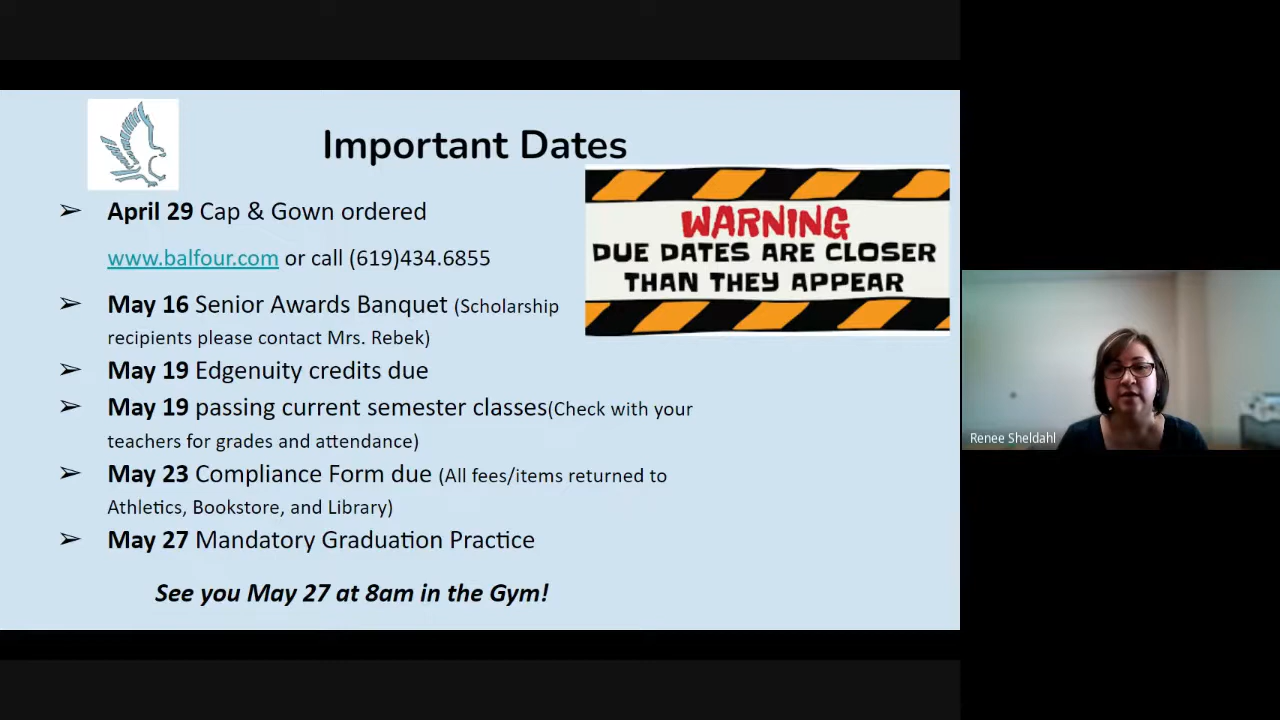 Important Dates
WARNING
DUE DATES ARE CLOSER
THAN THEY APPEAR
➢ April 29 Cap & Gown ordered
www.balfour.com or call (619)434.6855
➢ May 16 Senior Awards Banquet (Scholarship
recipients please contact Mrs. Rebek)
➢ May 19 Edgenuity credits due
➢ May 19 passing current semester classes(Check with your
teachers for grades and attendance)
➢ May 23 Compliance Form due (All fees/items returned to
Athletics, Bookstore, and Library)
➢ May 27 Mandatory Graduation Practice
See you May 27 at 8am in the Gym!
Renee Sheldahl